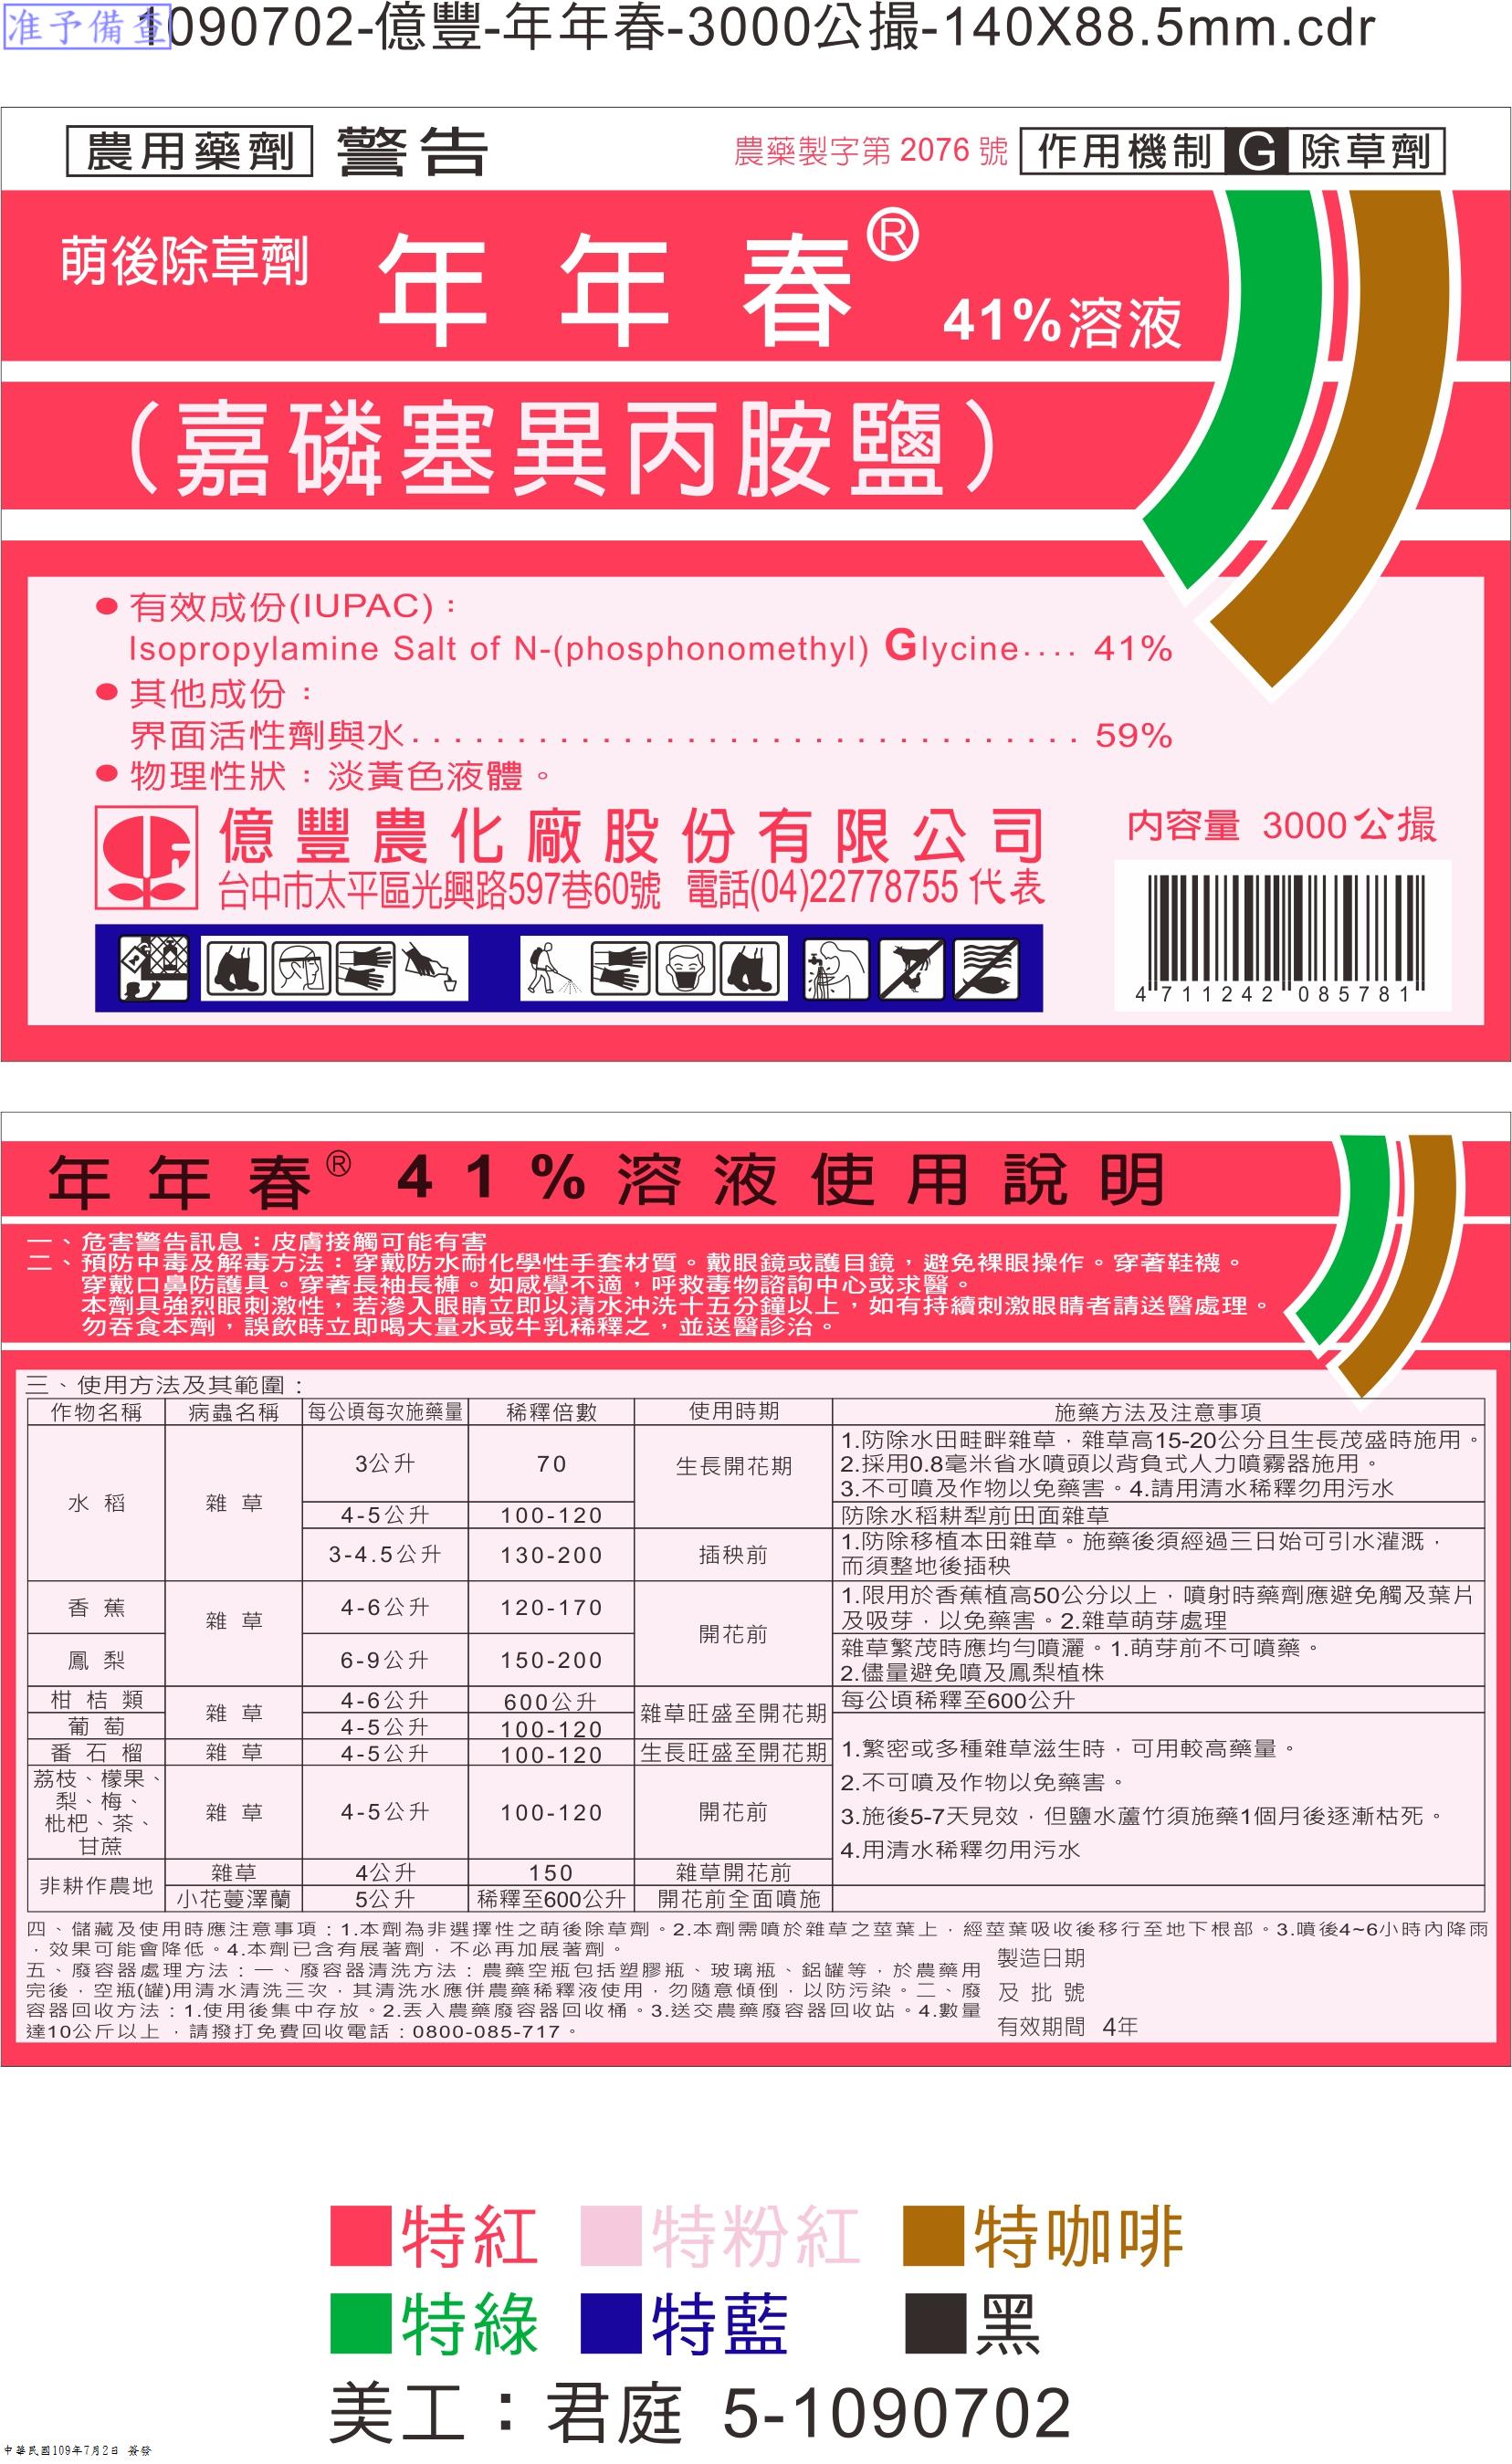 准予備查
1090702-億豐-年年春-3000公撮-140X88.5mm.cdr
農用藥劑 警告 農藥製字第 2076 號 作用機制 G 除草劑
萌後除草劑 年年春® 41%溶液
（嘉磷塞異丙胺鹽）
● 有效成份(IUPAC)：
Isopropylamine Salt of N-(phosphonomethyl) Glycine···· 41%
● 其他成份：
界面活性劑與水................................ 59%
● 物理性狀：淡黃色液體。
億豐農化廠股份有限公司
台中市太平區光興路597巷60號 電話(04)22778755 代表
內容量 3000公撮
4 711242 085781
年年春® 41%溶液使用說明
一、危害警告訊息：皮膚接觸可能有害
二、預防中毒及解毒方法：穿戴防水耐化學性手套材質。戴眼鏡或護目鏡，避免裸眼操作。穿著鞋襪。
穿戴口鼻防護具。穿著長袖長褲。如感覺不適，呼救毒物諮詢中心或求醫。
本劑具強烈眼刺激性，若滲入眼睛立即以清水沖洗十五分鐘以上，如有持續刺激眼睛者請送醫處理。
勿吞食本劑，誤飲時立即喝大量水或牛乳稀釋之，並送醫診治。
三、使用方法及其範圍：
作物名稱 病蟲名稱 每公頃每次施藥量 稀釋倍數 使用時期 施藥方法及注意事項
水稻 雜草 3公升 70 生長開花期
1.防除水田畦畔雜草，雜草高15-20公分且生長茂盛時施用。
2.採用0.8毫米省水噴頭以背負式人力噴霧器施用。
3.不可噴及作物以免藥害。4.請用清水稀釋勿用污水
4-5公升 100-120 防除水稻耕犁前田面雜草
3-4.5公升 130-200 插秧前
1.防除移植本田雜草。施藥後須經過三日始可引水灌溉，
而須整地後插秧
香蕉 雜草 4-6公升 120-170 開花前
1.限用於香蕉植高50公分以上，噴射時藥劑應避免觸及葉片
及吸芽，以免藥害。2.雜草萌芽處理
鳳梨 6-9公升 150-200
雜草繁茂時應均勻噴灑。1.萌芽前不可噴藥。
2.儘量避免噴及鳳梨植株
柑桔類 雜草 4-6公升 600公升 雜草旺盛至開花期 每公頃稀釋至600公升
葡萄 4-5公升 100-120
番石榴 雜草 4-5公升 100-120 生長旺盛至開花期
荔枝、檬果、
梨、梅、
枇杷、茶、
甘蔗
雜草 4-5公升 100-120 開花前
1.繁密或多種雜草滋生時，可用較高藥量。
2.不可噴及作物以免藥害。
3.施後5-7天見效，但鹽水蘆竹須施藥1個月後逐漸枯死。
4.用清水稀釋勿用污水
非耕作農地 雜草 4公升 150 雜草開花前
小花蔓澤蘭 5公升 稀釋至600公升 開花前全面噴施
四、儲藏及使用時應注意事項：1.本劑為非選擇性之萌後除草劑。2.本劑需噴於雜草之莖葉上，經莖葉吸收後移行至地下根部。3.噴後4~6小時內降雨
，效果可能會降低。4.本劑已含有展著劑，不必再加展著劑。
五、廢容器處理方法：一、廢容器清洗方法：農藥空瓶包括塑膠瓶、玻璃瓶、鋁罐等，於農藥用
完後，空瓶(罐)用清水清洗三次，其清洗水應併農藥稀釋液使用，勿隨意傾倒，以防污染。二、廢
容器回收方法：1.使用後集中存放。2.丟入農藥廢容器回收桶。3.送交農藥廢容器回收站。4.數量
達10公斤以上，請撥打免費回收電話：0800-085-717。
製造日期
及批號
有效期間 4年
特紅 特粉紅 特咖啡
特綠 特藍 黑
美工：君庭 5-1090702
中華民國109年7月2日 簽發